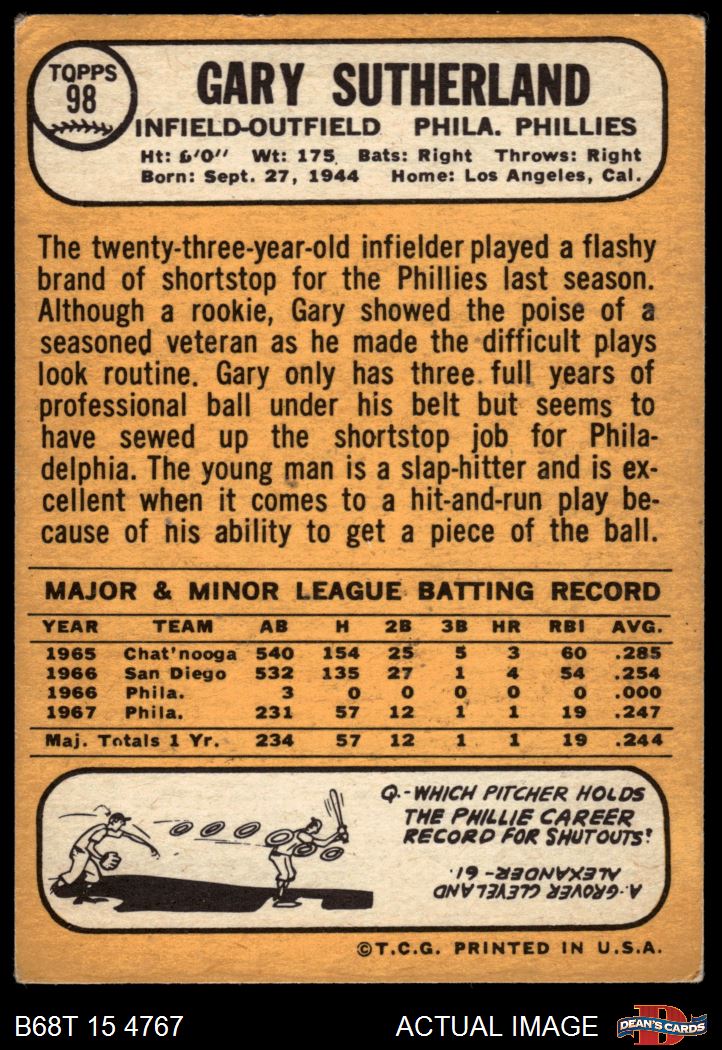 TOPPS
98
GARY SUTHERLAND
INFIELD-OUTFIELD PHILA. PHILLIES
Ht: 6'0" Wt: 175 Bats: Right Throws: Right
Born: Sept. 27, 1944 Home: Los Angeles, Cal.
The twenty-three-year-old infielder played a flashy
brand of shortstop for the Phillies last season.
Although a rookie, Gary showed the poise of a
seasoned veteran as he made the difficult plays
look routine. Gary only has three full years of
professional ball under his belt but seems to
have sewed up the shortstop job for Phila-
delphia. The young man is a slap-hitter and is ex-
cellent when it comes to a hit-and-run play be-
cause of his ability to get a piece of the ball.
MAJOR & MINOR LEAGUE BATTING RECORD
YEAR TEAM AB H 2B 3B HR RBI AVG.
1965 Chat'nooga 540 154 25 5 3 60 .285
1966 San Diego 532 135 27 1 4 54 .254
1966 Phila. 3 0 0 0 0 0 .000
1967 Phila. 231 57 12 1 1 19 .247
Maj. Totals 1 Yr. 234 57 12 1 1 19 .244
Q.-WHICH PITCHER HOLDS
THE PHILLIE CAREER
RECORD FOR SHUTOUTS?
A.-GROVER CLEVELAND
ALEXANDER- 61.
©T.C.G. PRINTED IN U.S.A.
B68T 15 4767 ACTUAL IMAGE
D
DEAN'S CARDS